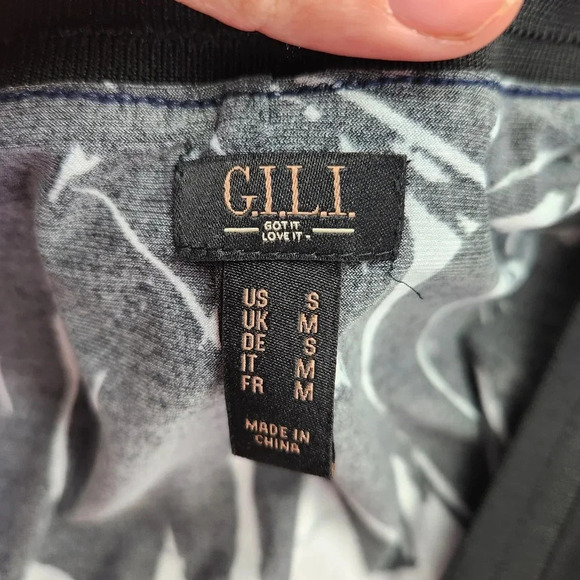 G.I.L.I.
GOT IT
LOVE IT
US S
UK M
DE S
IT M
FR M
MADE IN
CHINA